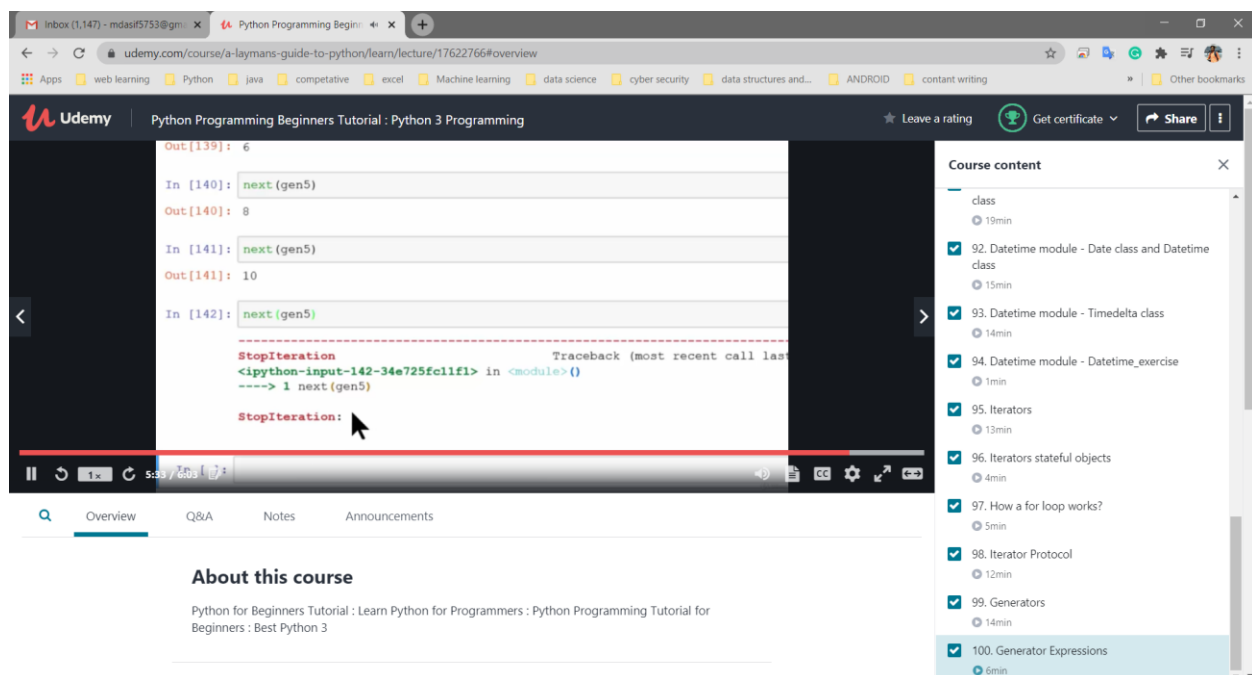 Inbox (1,147) - mdasif5753@gm
Python Programming Beginn
udemy.com/course/a-laymans-guide-to-python/learn/lecture/17622766#overview
Apps web learning Python java competative excel Machine learning data science cyber security data structures and... ANDROID contant writing » Other bookmarks
Udemy
Python Programming Beginners Tutorial : Python 3 Programming
Leave a rating
Get certificate
Share
Out[139]: 6
In [140]: next(gen5)
Out[140]: 8
In [141]: next(gen5)
Out[141]: 10
In [142]: next(gen5)
StopIteration Traceback (most recent call last
<ipython-input-142-34e725fc11f1> in <module>()
----> 1 next(gen5)
StopIteration:
In [ ]:
1x
5:33 / 6:03
CC
Course content
class
19min
92. Datetime module - Date class and Datetime
class
15min
93. Datetime module - Timedelta class
14min
94. Datetime module - Datetime_exercise
1min
95. Iterators
13min
96. Iterators stateful objects
4min
97. How a for loop works?
5min
98. Iterator Protocol
12min
99. Generators
14min
100. Generator Expressions
6min
Overview Q&A Notes Announcements
About this course
Python for Beginners Tutorial : Learn Python for Programmers : Python Programming Tutorial for
Beginners : Best Python 3